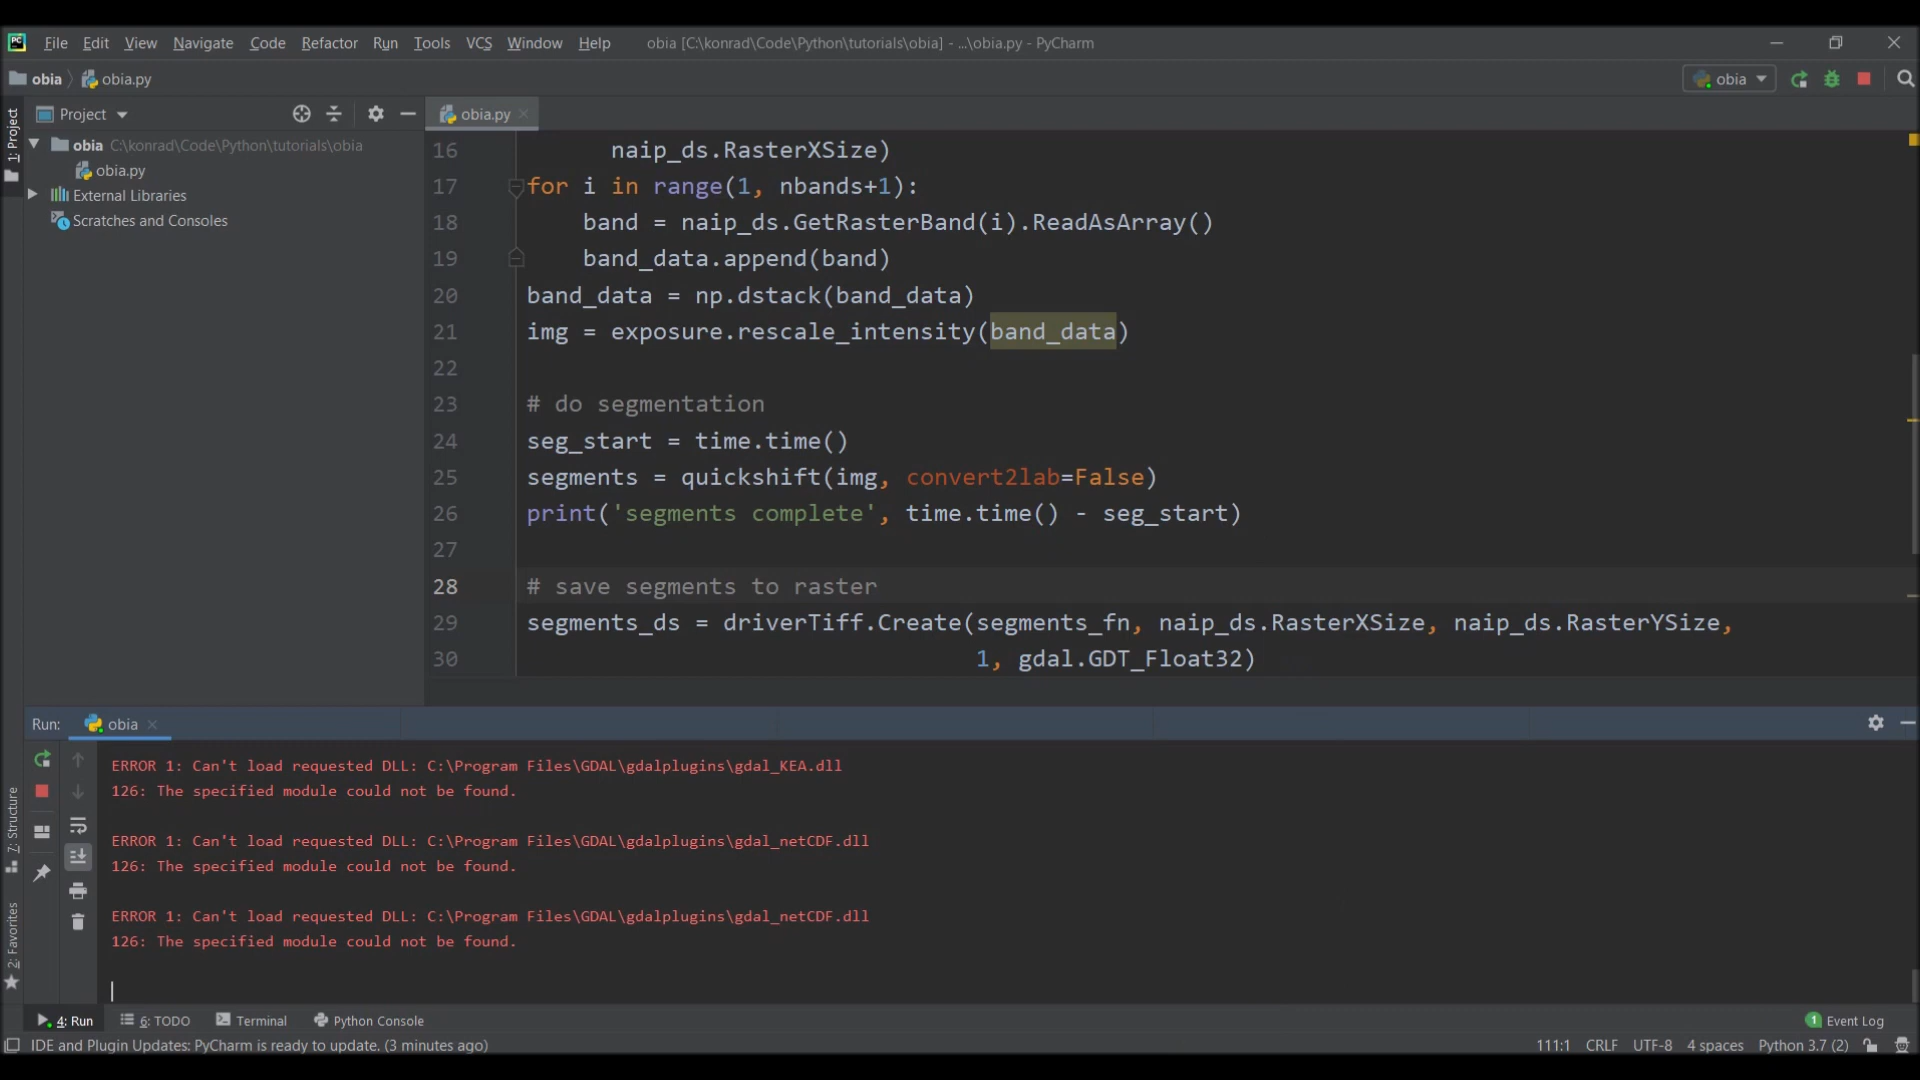 PC File Edit View Navigate Code Refactor Run Tools VCS Window Help obia [C:\konrad\Code\Python\tutorials\obia] - ...\obia.py - PyCharm
obia obia.py obia
1: Project
Project obia.py
obia C:\konrad\Code\Python\tutorials\obia
obia.py
External Libraries
Scratches and Consoles
16 naip_ds.RasterXSize)
17 for i in range(1, nbands+1):
18 band = naip_ds.GetRasterBand(i).ReadAsArray()
19 band_data.append(band)
20 band_data = np.dstack(band_data)
21 img = exposure.rescale_intensity(band_data)
22
23 # do segmentation
24 seg_start = time.time()
25 segments = quickshift(img, convert2lab=False)
26 print('segments complete', time.time() - seg_start)
27
28 # save segments to raster
29 segments_ds = driverTiff.Create(segments_fn, naip_ds.RasterXSize, naip_ds.RasterYSize,
30 1, gdal.GDT_Float32)
Run: obia
ERROR 1: Can't load requested DLL: C:\Program Files\GDAL\gdalplugins\gdal_KEA.dll
126: The specified module could not be found.
ERROR 1: Can't load requested DLL: C:\Program Files\GDAL\gdalplugins\gdal_netCDF.dll
126: The specified module could not be found.
ERROR 1: Can't load requested DLL: C:\Program Files\GDAL\gdalplugins\gdal_netCDF.dll
126: The specified module could not be found.
7: Structure
2: Favorites
4: Run 6: TODO Terminal Python Console 1 Event Log
IDE and Plugin Updates: PyCharm is ready to update. (3 minutes ago) 111:1 CRLF UTF-8 4 spaces Python 3.7 (2)